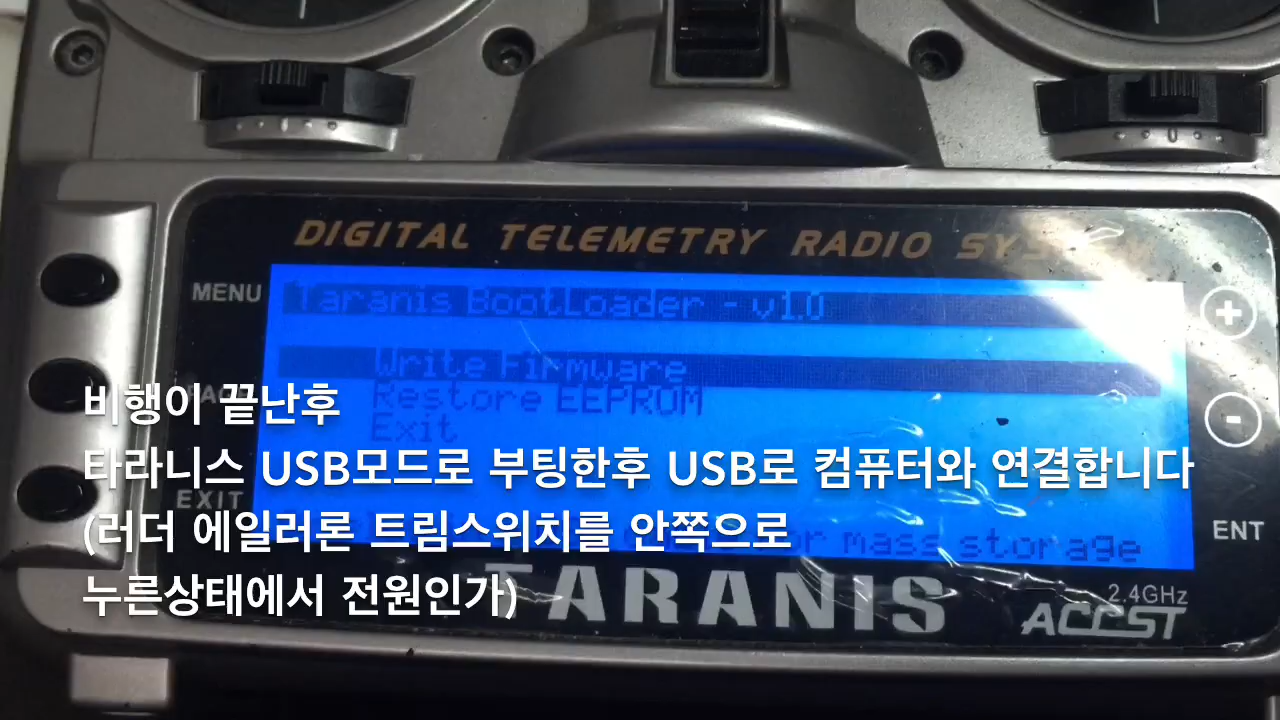 DIGITAL TELEMETRY RADIO SYSTEM
MENU
Taranis BootLoader - v1.0
Write Firmware
Restore EEPROM
Exit
비행이 끝난후
타라니스 USB모드로 부팅한후 USB로 컴퓨터와 연결합니다
EXIT
(러더 에일러론 트림스위치를 안쪽으로
ENT
mass storage
누른상태에서 전원인가)
TARANIS
2.4GHz
ACCST
+
-